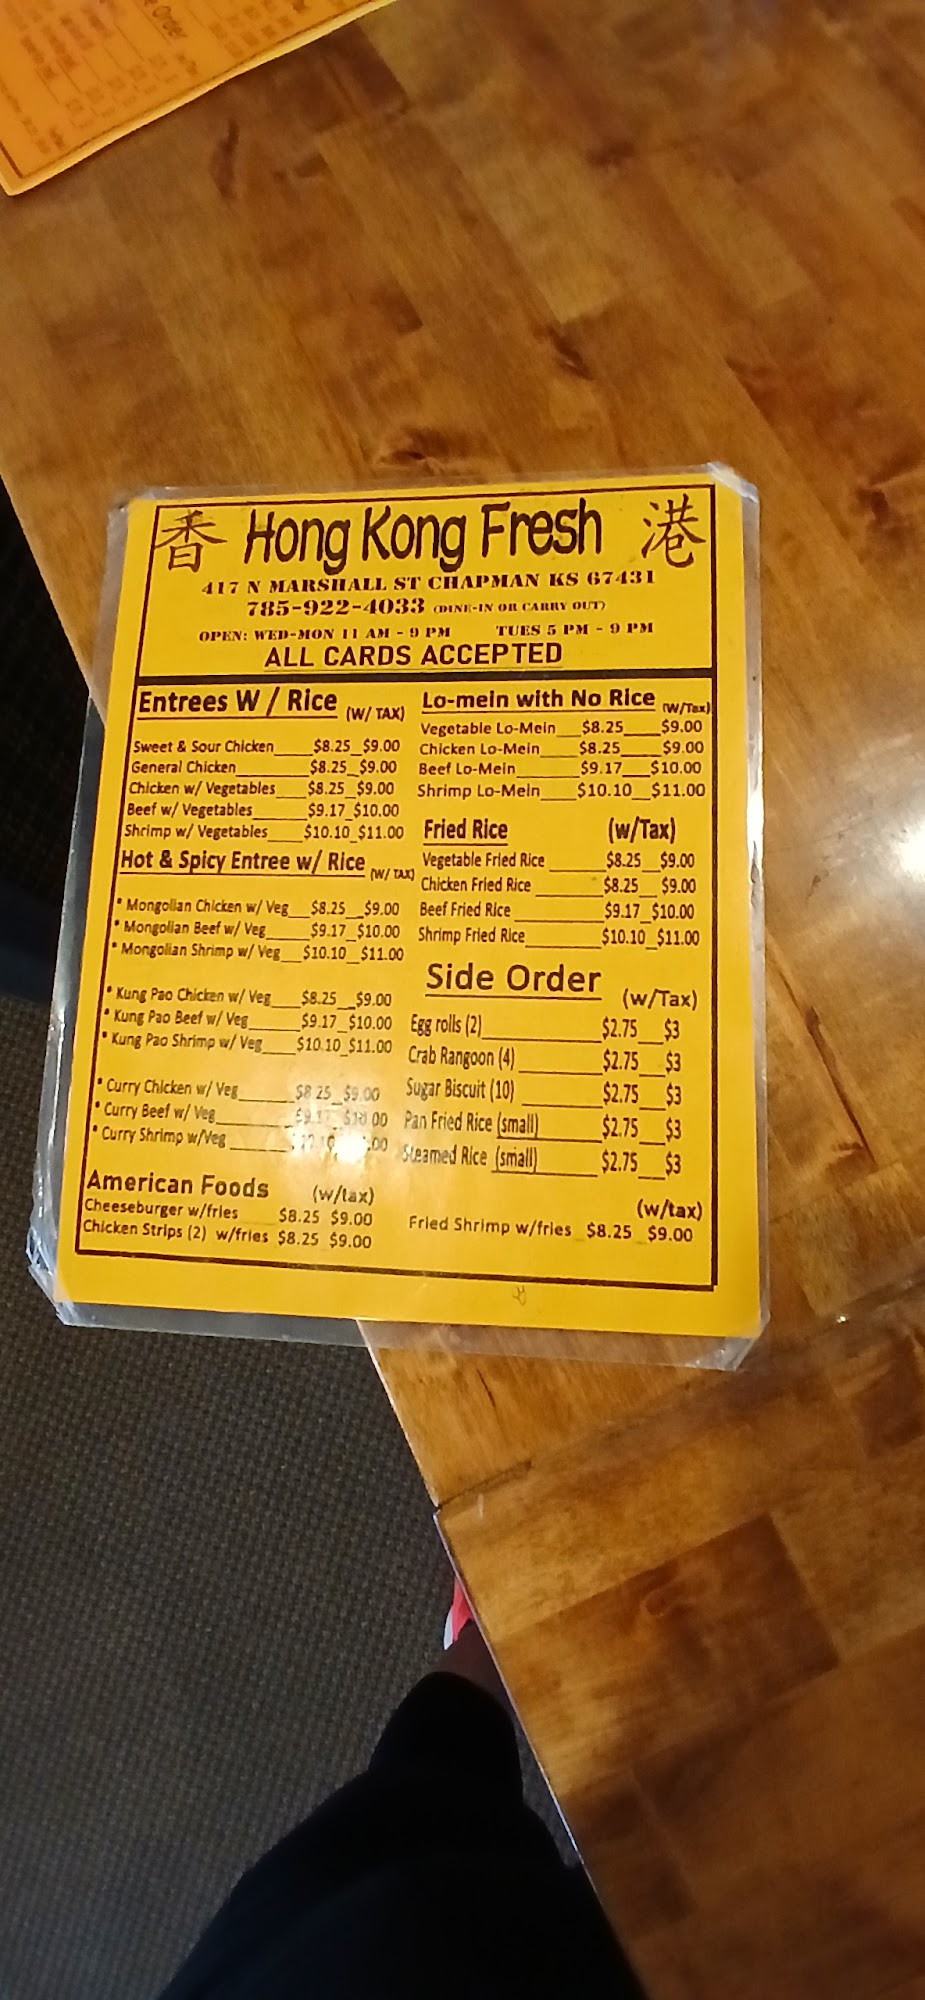 香 Hong Kong Fresh 港
417 N MARSHALL ST CHAPMAN KS 67431
785-922-4033 (DINE-IN OR CARRY OUT)
OPEN: WED-MON 11 AM - 9 PM TUES 5 PM - 9 PM
ALL CARDS ACCEPTED
Entrees W / Rice (W/ TAX)
Sweet & Sour Chicken $8.25 $9.00
General Chicken $8.25 $9.00
Chicken w/ Vegetables $8.25 $9.00
Beef w/ Vegetables $9.17 $10.00
Shrimp w/ Vegetables $10.10 $11.00
Hot & Spicy Entree w/ Rice (W/ TAX)
* Mongolian Chicken w/ Veg $8.25 $9.00
* Mongolian Beef w/ Veg $9.17 $10.00
* Mongolian Shrimp w/ Veg $10.10 $11.00
* Kung Pao Chicken w/ Veg $8.25 $9.00
* Kung Pao Beef w/ Veg $9.17 $10.00
* Kung Pao Shrimp w/ Veg $10.10 $11.00
* Curry Chicken w/ Veg $8.25 $9.00
* Curry Beef w/ Veg $9.17 $10.00
* Curry Shrimp w/Veg
American Foods (w/tax)
Cheeseburger w/fries $8.25 $9.00
Chicken Strips (2) w/fries $8.25 $9.00
Lo-mein with No Rice (W/Tax)
Vegetable Lo-Mein $8.25 $9.00
Chicken Lo-Mein $8.25 $9.00
Beef Lo-Mein $9.17 $10.00
Shrimp Lo-Mein $10.10 $11.00
Fried Rice (w/Tax)
Vegetable Fried Rice $8.25 $9.00
Chicken Fried Rice $8.25 $9.00
Beef Fried Rice $9.17 $10.00
Shrimp Fried Rice $10.10 $11.00
Side Order (w/Tax)
Egg rolls (2) $2.75 $3
Crab Rangoon (4) $2.75 $3
Sugar Biscuit (10) $2.75 $3
Pan Fried Rice (small) $2.75 $3
Steamed Rice (small) $2.75 $3
(w/tax)
Fried Shrimp w/fries $8.25 $9.00